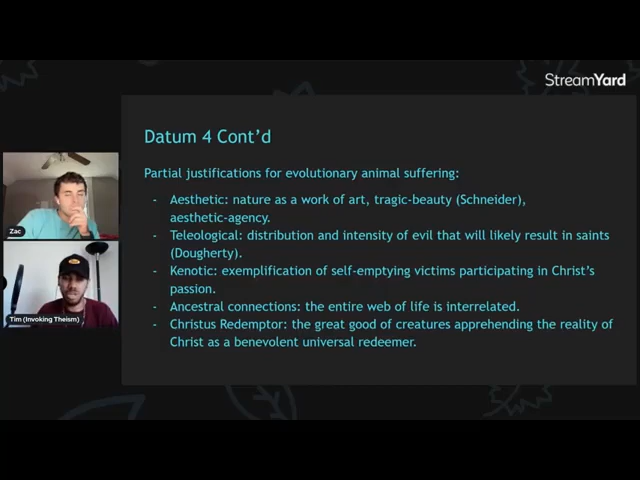 StreamYard
Datum 4 Cont'd
Partial justifications for evolutionary animal suffering:
- Aesthetic: nature as a work of art, tragic-beauty (Schneider),
aesthetic-agency.
- Teleological: distribution and intensity of evil that will likely result in saints
(Dougherty).
- Kenotic: exemplification of self-emptying victims participating in Christ's
passion.
- Ancestral connections: the entire web of life is interrelated.
- Christus Redemptor: the great good of creatures apprehending the reality of
Christ as a benevolent universal redeemer.
Zac
Tim (Invoking Theism)